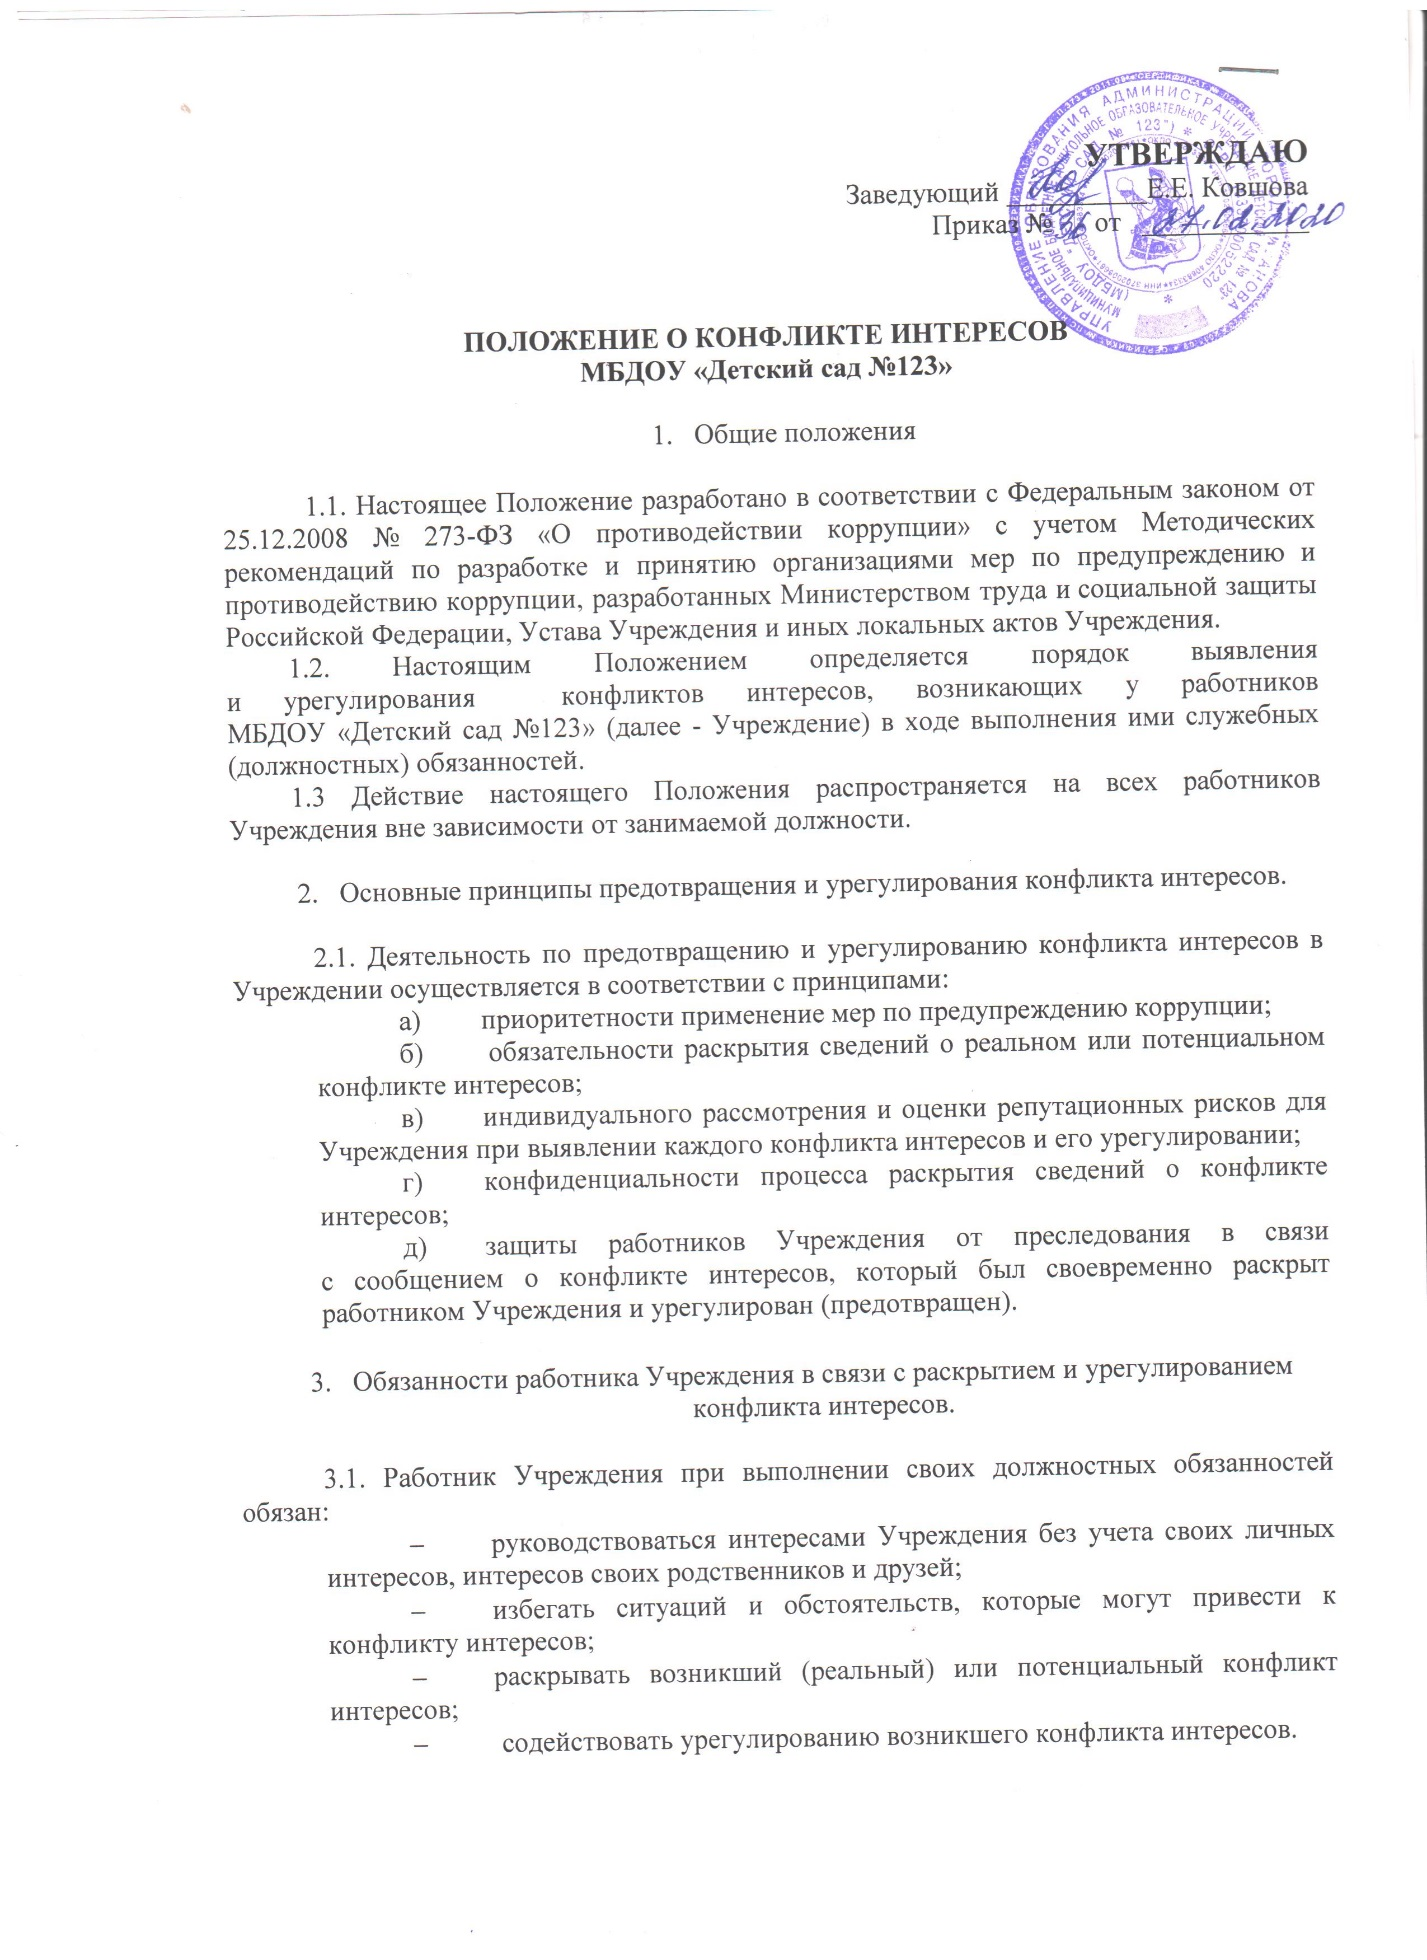 УТВЕРЖДАЮ
Заведующий __________Е.Е. Ковшова
Приказ № 36 от 27.02.2020
ПОЛОЖЕНИЕ О КОНФЛИКТЕ ИНТЕРЕСОВ
МБДОУ «Детский сад №123»
1. Общие положения
1.1. Настоящее Положение разработано в соответствии с Федеральным законом от
25.12.2008 № 273-ФЗ «О противодействии коррупции» с учетом Методических
рекомендаций по разработке и принятию организациями мер по предупреждению и
противодействию коррупции, разработанных Министерством труда и социальной защиты
Российской Федерации, Устава Учреждения и иных локальных актов Учреждения.
1.2. Настоящим Положением определяется порядок выявления
и урегулирования конфликтов интересов, возникающих у работников
МБДОУ «Детский сад №123» (далее - Учреждение) в ходе выполнения ими служебных
(должностных) обязанностей.
1.3 Действие настоящего Положения распространяется на всех работников
Учреждения вне зависимости от занимаемой должности.
2. Основные принципы предотвращения и урегулирования конфликта интересов.
2.1. Деятельность по предотвращению и урегулированию конфликта интересов в
Учреждении осуществляется в соответствии с принципами:
а) приоритетности применение мер по предупреждению коррупции;
б) обязательности раскрытия сведений о реальном или потенциальном
конфликте интересов;
в) индивидуального рассмотрения и оценки репутационных рисков для
Учреждения при выявлении каждого конфликта интересов и его урегулировании;
г) конфиденциальности процесса раскрытия сведений о конфликте
интересов;
д) защиты работников Учреждения от преследования в связи
с сообщением о конфликте интересов, который был своевременно раскрыт
работником Учреждения и урегулирован (предотвращен).
3. Обязанности работника Учреждения в связи с раскрытием и урегулированием
конфликта интересов.
3.1. Работник Учреждения при выполнении своих должностных обязанностей
обязан:
– руководствоваться интересами Учреждения без учета своих личных
интересов, интересов своих родственников и друзей;
– избегать ситуаций и обстоятельств, которые могут привести к
конфликту интересов;
– раскрывать возникший (реальный) или потенциальный конфликт
интересов;
– содействовать урегулированию возникшего конфликта интересов.